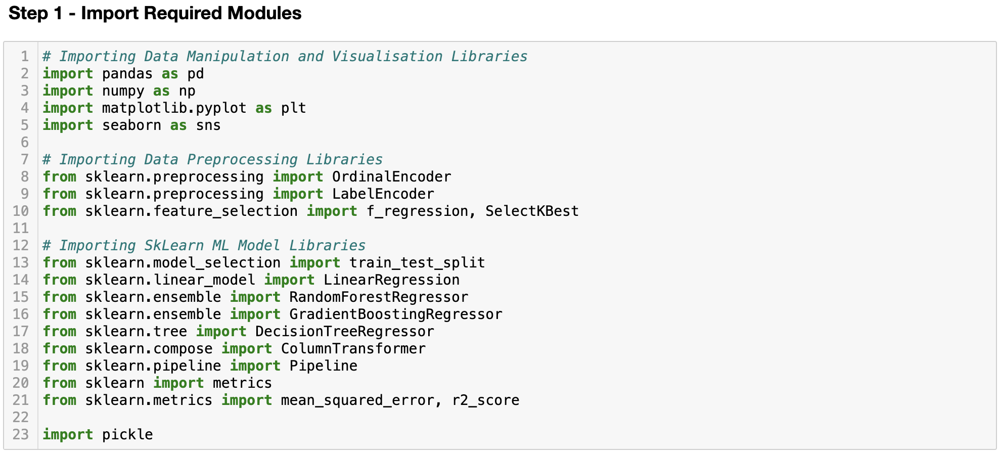 Step 1 - Import Required Modules
1 # Importing Data Manipulation and Visualisation Libraries
2 import pandas as pd
3 import numpy as np
4 import matplotlib.pyplot as plt
5 import seaborn as sns
6
7 # Importing Data Preprocessing Libraries
8 from sklearn.preprocessing import OrdinalEncoder
9 from sklearn.preprocessing import LabelEncoder
10 from sklearn.feature_selection import f_regression, SelectKBest
11
12 # Importing SkLearn ML Model Libraries
13 from sklearn.model_selection import train_test_split
14 from sklearn.linear_model import LinearRegression
15 from sklearn.ensemble import RandomForestRegressor
16 from sklearn.ensemble import GradientBoostingRegressor
17 from sklearn.tree import DecisionTreeRegressor
18 from sklearn.compose import ColumnTransformer
19 from sklearn.pipeline import Pipeline
20 from sklearn import metrics
21 from sklearn.metrics import mean_squared_error, r2_score
22
23 import pickle